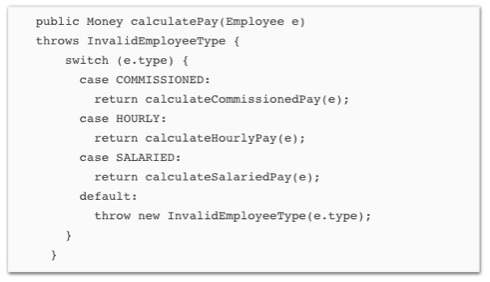 public Money calculatePay(Employee e)
throws InvalidEmployeeType {
switch (e.type) {
case COMMISSIONED:
return calculateCommissionedPay(e);
case HOURLY:
return calculateHourlyPay(e);
case SALARIED:
return calculateSalariedPay(e);
default:
throw new InvalidEmployeeType(e.type);
}
}